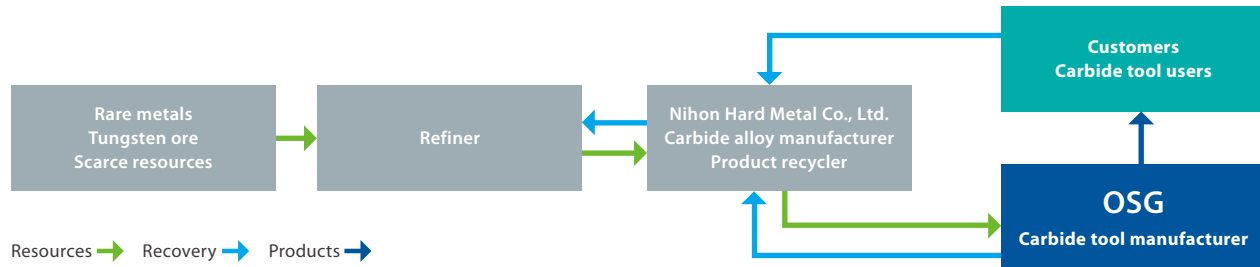 Customers
Carbide tool users
Rare metals
Tungsten ore
Scarce resources
Refiner
Nihon Hard Metal Co., Ltd.
Carbide alloy manufacturer
Product recycler
OSG
Carbide tool manufacturer
Resources
Recovery
Products